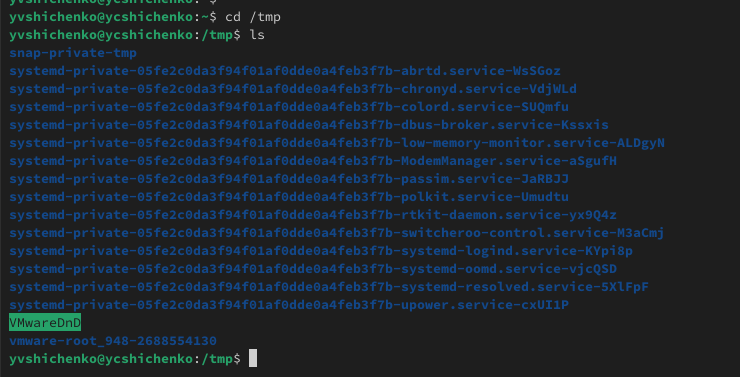 yvshichenko@ycshichenko:~$ cd /tmp
yvshichenko@ycshichenko:/tmp$ ls
snap-private-tmp
systemd-private-05fe2c0da3f94f01af0dde0a4feb3f7b-abrtd.service-WsSGoz
systemd-private-05fe2c0da3f94f01af0dde0a4feb3f7b-chronyd.service-VdjWLd
systemd-private-05fe2c0da3f94f01af0dde0a4feb3f7b-colord.service-SUQmfu
systemd-private-05fe2c0da3f94f01af0dde0a4feb3f7b-dbus-broker.service-Kssxis
systemd-private-05fe2c0da3f94f01af0dde0a4feb3f7b-low-memory-monitor.service-ALDgyN
systemd-private-05fe2c0da3f94f01af0dde0a4feb3f7b-ModemManager.service-aSgufH
systemd-private-05fe2c0da3f94f01af0dde0a4feb3f7b-passim.service-JaRBJJ
systemd-private-05fe2c0da3f94f01af0dde0a4feb3f7b-polkit.service-Umudtu
systemd-private-05fe2c0da3f94f01af0dde0a4feb3f7b-rtkit-daemon.service-yx9Q4z
systemd-private-05fe2c0da3f94f01af0dde0a4feb3f7b-switcheroo-control.service-M3aCmj
systemd-private-05fe2c0da3f94f01af0dde0a4feb3f7b-systemd-logind.service-KYpi8p
systemd-private-05fe2c0da3f94f01af0dde0a4feb3f7b-systemd-oomd.service-vjcQSD
systemd-private-05fe2c0da3f94f01af0dde0a4feb3f7b-systemd-resolved.service-5XlFpF
systemd-private-05fe2c0da3f94f01af0dde0a4feb3f7b-upower.service-cxUI1P
VMwareDnD
vmware-root_948-2688554130
yvshichenko@ycshichenko:/tmp$